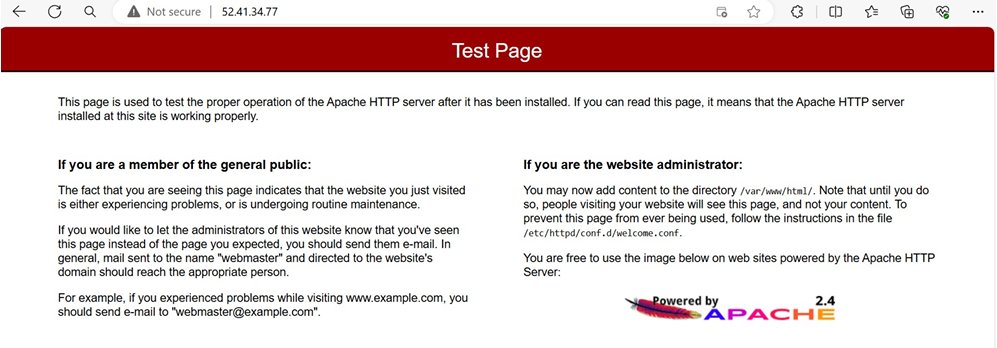 Not secure | 52.41.34.77
Test Page
This page is used to test the proper operation of the Apache HTTP server after it has been installed. If you can read this page, it means that the Apache HTTP server
installed at this site is working properly.
If you are a member of the general public:
The fact that you are seeing this page indicates that the website you just visited
is either experiencing problems, or is undergoing routine maintenance.
If you would like to let the administrators of this website know that you've seen
this page instead of the page you expected, you should send them e-mail. In
general, mail sent to the name "webmaster" and directed to the website's
domain should reach the appropriate person.
For example, if you experienced problems while visiting www.example.com, you
should send e-mail to "webmaster@example.com".
If you are the website administrator:
You may now add content to the directory /var/www/html/. Note that until you do
so, people visiting your website will see this page, and not your content. To
prevent this page from ever being used, follow the instructions in the file
/etc/httpd/conf.d/welcome.conf.
You are free to use the image below on web sites powered by the Apache HTTP
Server:
Powered by 2.4
APACHE